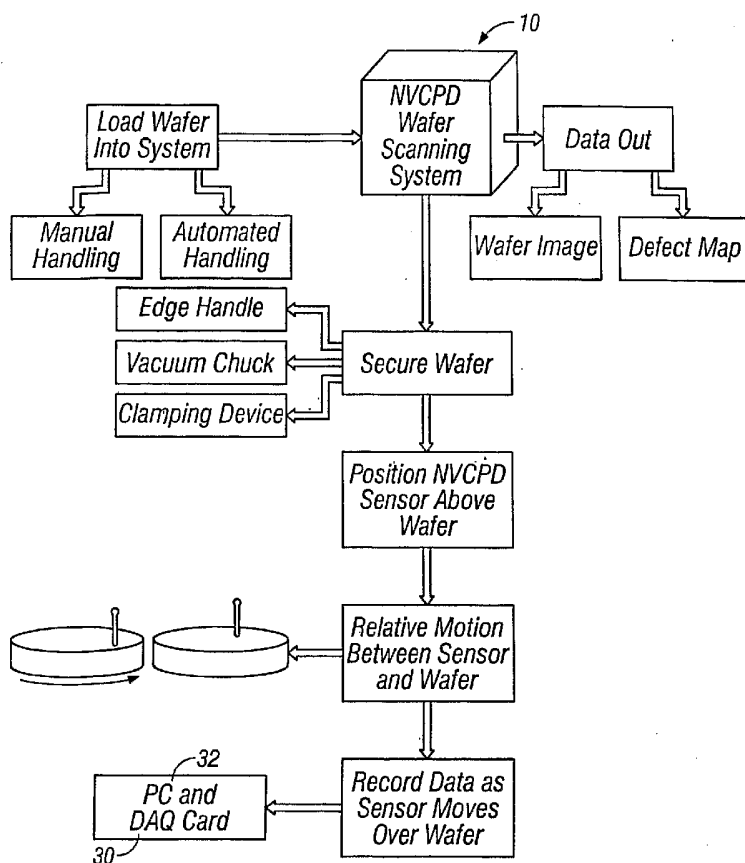 10
NVCPD
Wafer
Scanning
System
Load Wafer
Into System
Data Out
Manual
Handling
Automated
Handling
Wafer Image
Defect Map
Edge Handle
Vacuum Chuck
Clamping Device
Secure Wafer
Position NVCPD
Sensor Above
Wafer
Relative Motion
Between Sensor
and Wafer
32
PC and
DAQ Card
30
Record Data as
Sensor Moves
Over Wafer